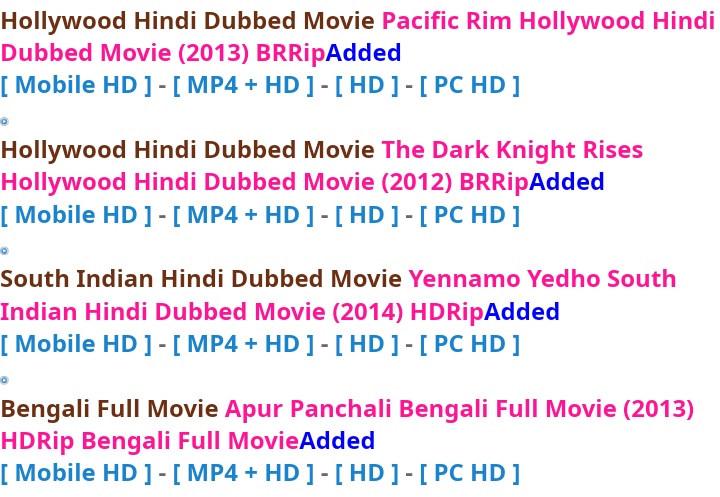 Hollywood Hindi Dubbed Movie Pacific Rim Hollywood Hindi
Dubbed Movie (2013) BRRipAdded
[ Mobile HD ] - [ MP4 + HD ] - [ HD ] - [ PC HD ]
Hollywood Hindi Dubbed Movie The Dark Knight Rises
Hollywood Hindi Dubbed Movie (2012) BRRipAdded
[ Mobile HD ] - [ MP4 + HD ] - [ HD ] - [ PC HD ]
South Indian Hindi Dubbed Movie Yennamo Yedho South
Indian Hindi Dubbed Movie (2014) HDRipAdded
[ Mobile HD ] - [ MP4 + HD ] - [ HD ] - [ PC HD ]
Bengali Full Movie Apur Panchali Bengali Full Movie (2013)
HDRip Bengali Full MovieAdded
[ Mobile HD ] - [ MP4 + HD ] - [ HD ] - [ PC HD ]